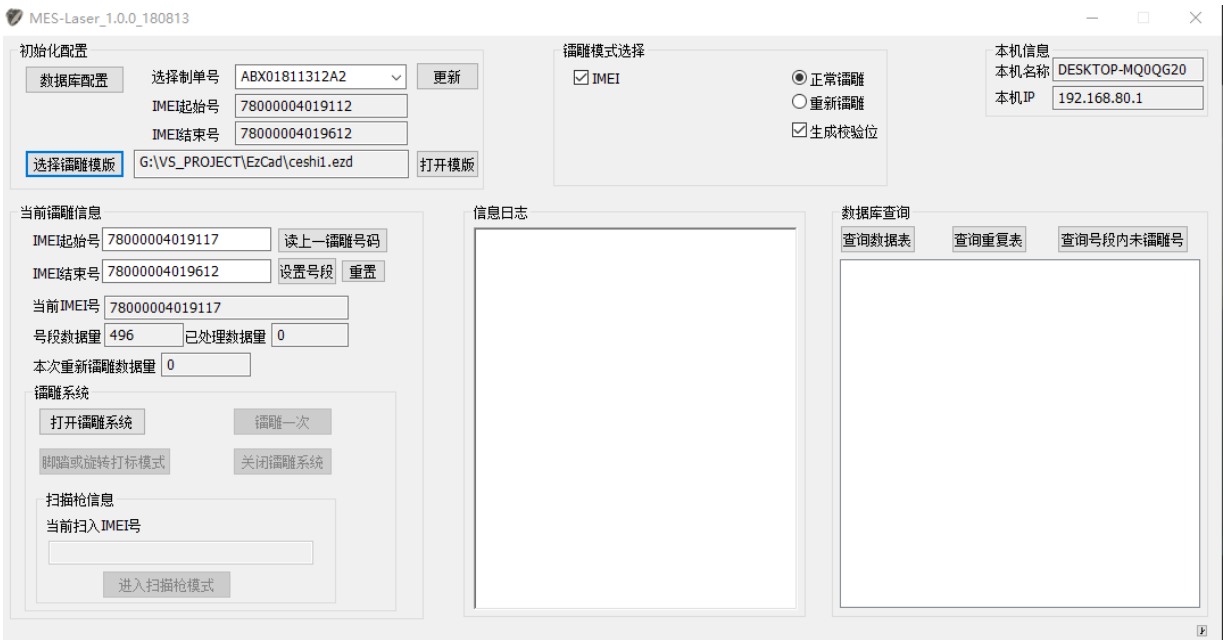 MES-Laser_1.0.0_180813
初始化配置
数据库配置 选择制单号 ABX01811312A2 更新
IMEI起始号 78000004019112
IMEI结束号 78000004019612
选择镭雕模版 G:\VS_PROJECT\EzCad\ceshi1.ezd 打开模版
镭雕模式选择
IMEI 正常镭雕
重新镭雕
生成校验位
本机信息
本机名称 DESKTOP-MQ0QG20
本机IP 192.168.80.1
当前镭雕信息
IMEI起始号 78000004019117 读上一镭雕号码
IMEI结束号 78000004019612 设置号段 重置
当前IMEI号 78000004019117
号段数据量 496 已处理数据量 0
本次重新镭雕数据量 0
镭雕系统
打开镭雕系统 镭雕一次
脚踏或旋转打标模式 关闭镭雕系统
扫描枪信息
当前扫入IMEI号
进入扫描枪模式
信息日志
数据库查询
查询数据表 查询重复表 查询号段内未镭雕号